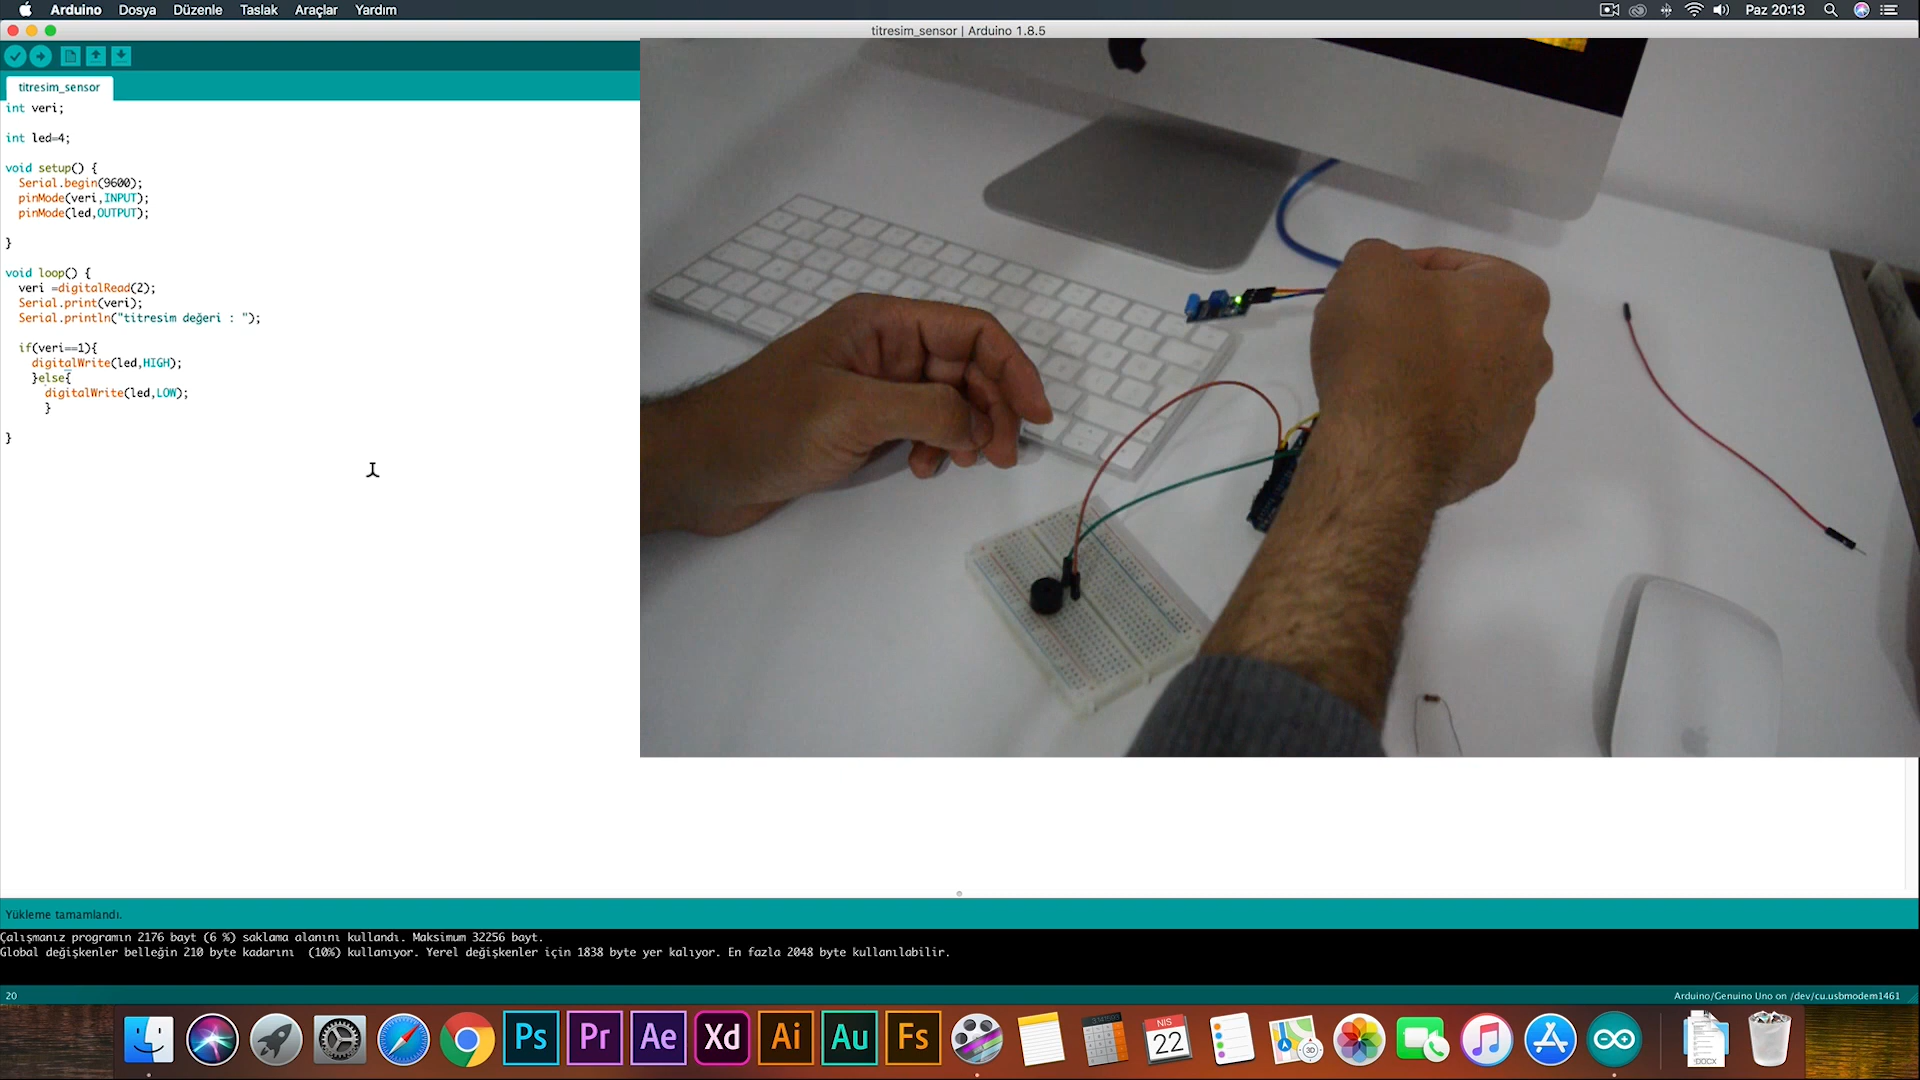 Arduino Dosya Düzenle Taslak Araçlar Yardım Paz 20:13
titresim_sensor | Arduino 1.8.5
titresim_sensor
int veri;
int led=4;
void setup() {
Serial.begin(9600);
pinMode(veri,INPUT);
pinMode(led,OUTPUT);
}
void loop() {
veri =digitalRead(2);
Serial.print(veri);
Serial.println("titresim değeri : ");
if(veri==1){
digitalWrite(led,HIGH);
}else{
digitalWrite(led,LOW);
}
}
Yükleme tamamlandı.
Çalışmanız programın 2176 bayt (6 %) saklama alanını kullandı. Maksimum 32256 bayt.
Global değişkenler belleğin 210 byte kadarını (10%) kullanıyor. Yerel değişkenler için 1838 byte yer kalıyor. En fazla 2048 byte kullanılabilir.
20 Arduino/Genuino Uno on /dev/cu.usbmodem1461
Ps Pr Ae Xd Ai Au Fs NIS 22 3D DOCX